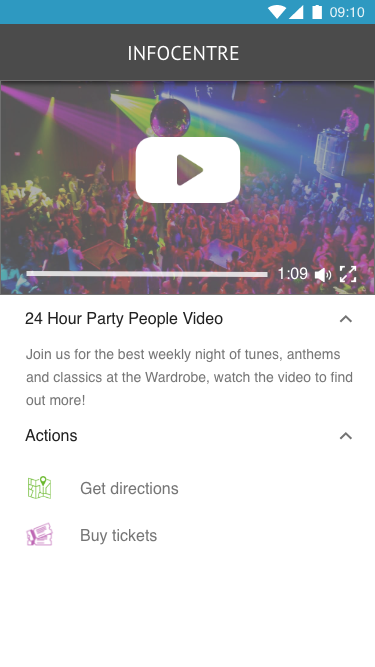 09:10
INFOCENTRE
1:09
24 Hour Party People Video
Join us for the best weekly night of tunes, anthems
and classics at the Wardrobe, watch the video to find
out more!
Actions
Get directions
Buy tickets